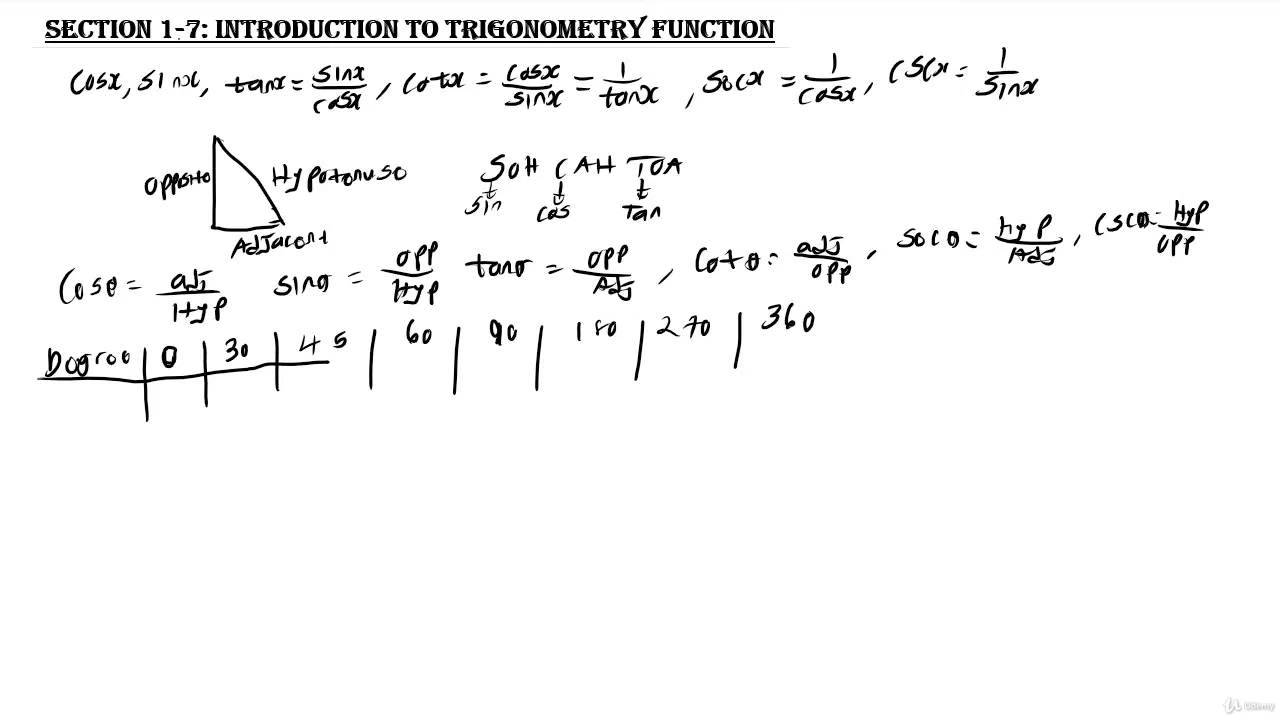 SECTION 1-7: INTRODUCTION TO TRIGONOMETRY FUNCTION
Cosx, sinx, tanx = sinx/cosx, cotx = cosx/sinx = 1/tanx, secx = 1/cosx, cscx = 1/sinx
Opposite
Hypotenuse
Adjacent
SOH CAH TOA
sin cos Tan
Cosθ = adj/Hyp sinθ = opp/Hyp tanθ = opp/Adj, Cotθ = adj/opp, secθ = Hyp/Adj, cscθ = Hyp/opp
Degree | 0 | 30 | 45 | 60 | 90 | 180 | 270 | 360
Udemy